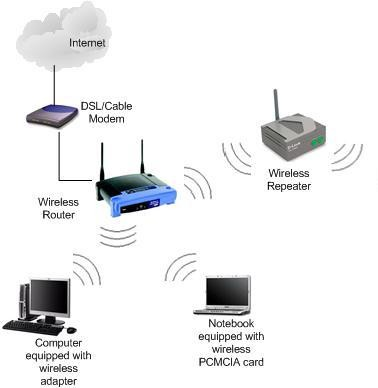 Internet
DSL/Cable
Modem
Wireless
Router
D-Link
Wireless
Repeater
Computer
equipped with
wireless
adapter
Notebook
equipped with
wireless
PCMCIA card